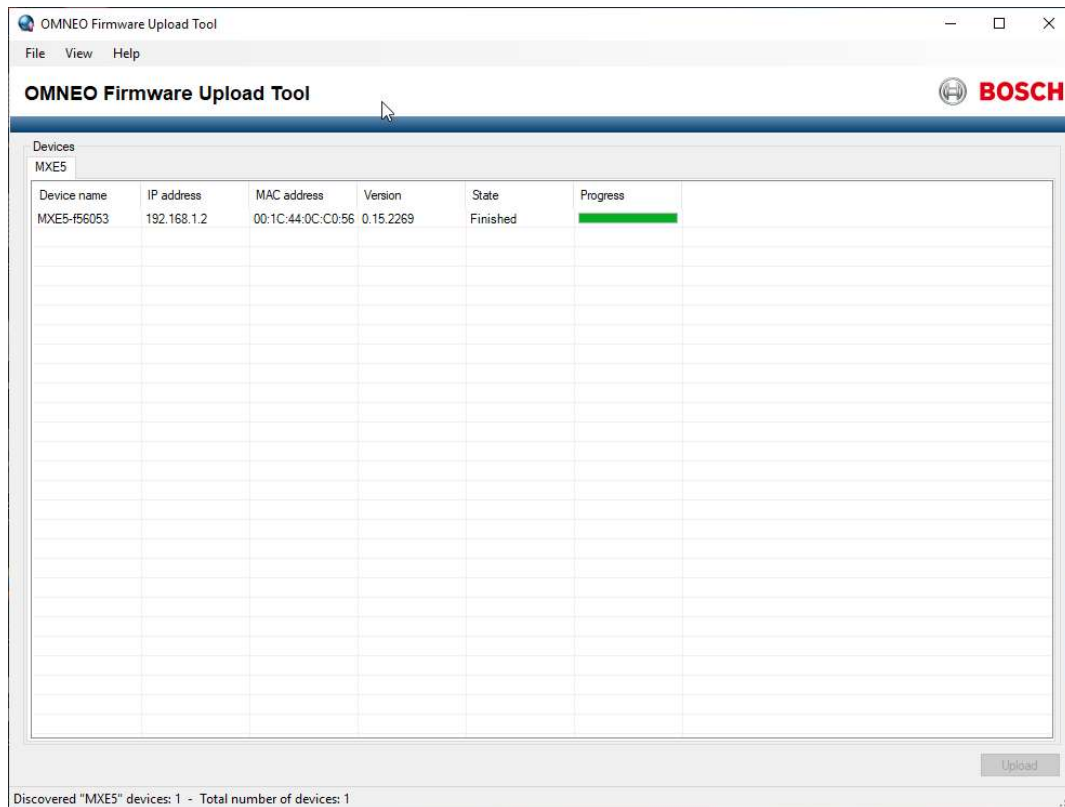 OMNEO Firmware Upload Tool
File View Help
OMNEO Firmware Upload Tool
BOSCH
Devices
MXE5
Device name IP address MAC address Version State Progress
MXE5-f56053 192.168.1.2 00:1C:44:0C:C0:56 0.15.2269 Finished
Upload
Discovered "MXE5" devices: 1 - Total number of devices: 1